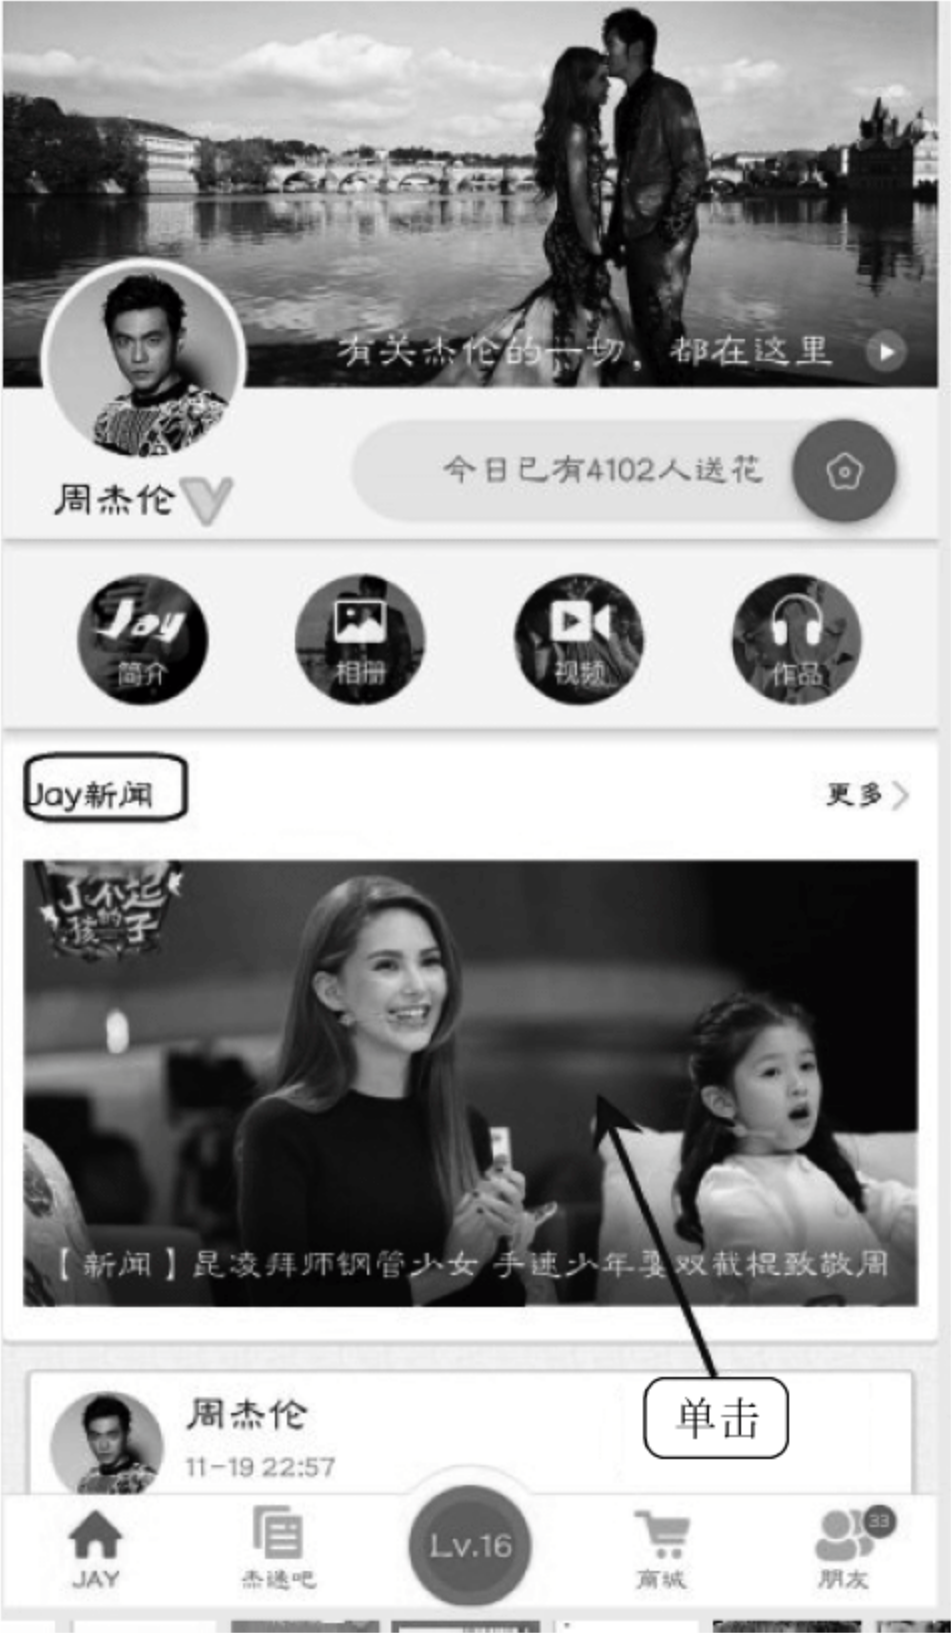 有美杰伦的一切，都在这里
今日已有4102人送花
周杰伦
Jay
简介
相册
视频
作品
Jay新闻
更多
了不起
的
孩子
【新闻】昆凌拜师钢管少女 手速少年耍双截棍致敬周
单击
周杰伦
11-19 22:57
JAY
杰迷吧
Lv.16
商城
33
朋友